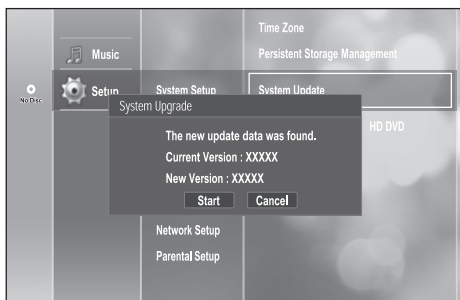 Time Zone
Music
Persistent Storage Management
No Disc
Setup
System Setup
System Update
System Upgrade
HD DVD
The new update data was found.
Current Version : XXXXX
New Version : XXXXX
Start
Cancel
Network Setup
Parental Setup